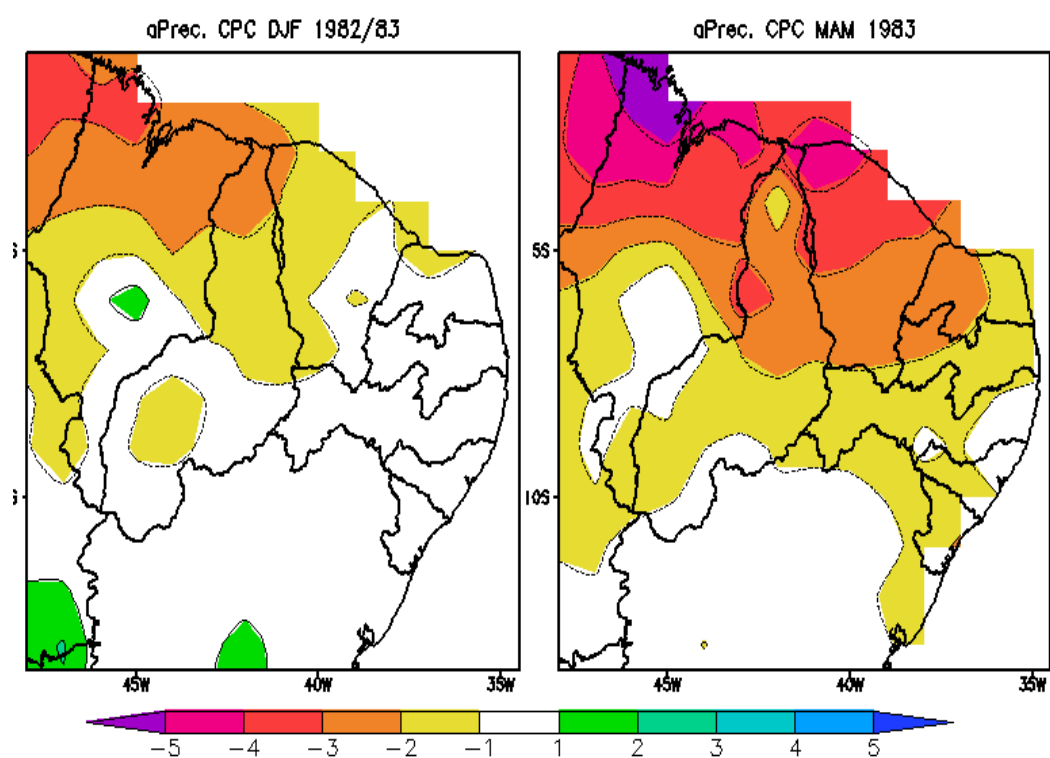 aPrec. CPC DJF 1982/83
aPrec. CPC MAM 1983
S
5S
S
10S
45W 40W 35W
45W 40W 35W
-5 -4 -3 -2 -1 1 2 3 4 5